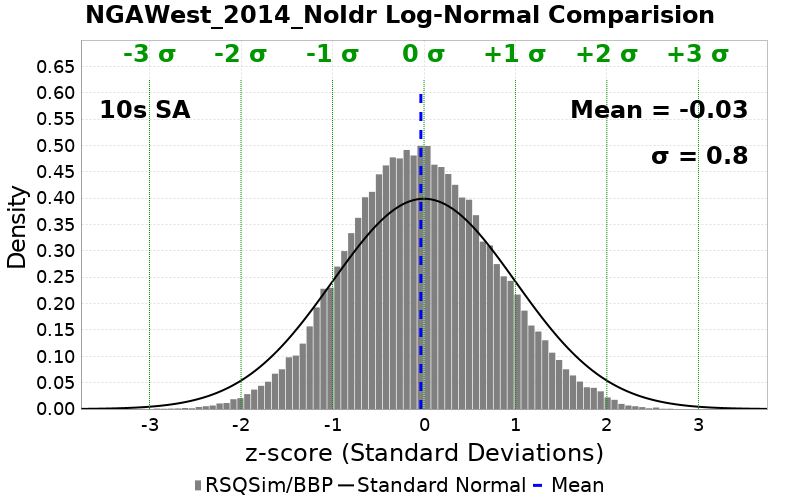 NGAWest_2014_NoIdr Log-Normal Comparision
-3 σ -2 σ -1 σ 0 σ +1 σ +2 σ +3 σ
10s SA
Mean = -0.03
σ = 0.8
Density
0.65
0.60
0.55
0.50
0.45
0.40
0.35
0.30
0.25
0.20
0.15
0.10
0.05
0.00
-3 -2 -1 0 1 2 3
z-score (Standard Deviations)
RSQSim/BBP Standard Normal Mean